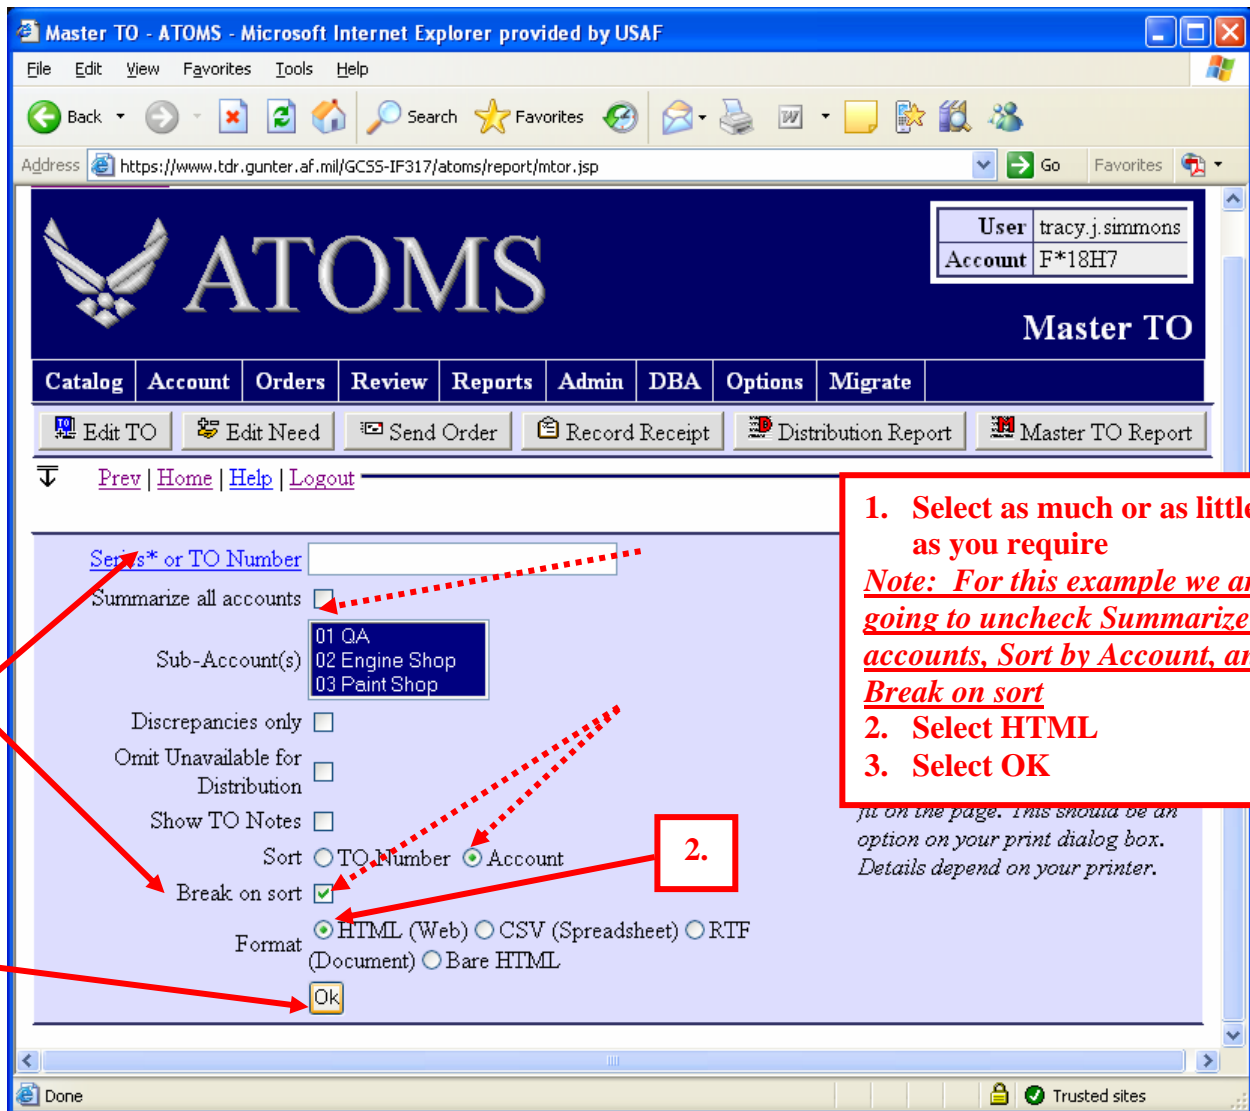 Master TO - ATOMS - Microsoft Internet Explorer provided by USAF
File Edit View Favorites Tools Help
Back Search Favorites
Address https://www.tdr.gunter.af.mil/GCSS-IF317/atoms/report/mtor.jsp Go Favorites
ATOMS
User tracy.j.simmons
Account F*18H7
Master TO
Catalog Account Orders Review Reports Admin DBA Options Migrate
Edit TO Edit Need Send Order Record Receipt Distribution Report Master TO Report
Prev | Home | Help | Logout
Series* or TO Number
Summarize all accounts
Sub-Account(s)
01 QA
02 Engine Shop
03 Paint Shop
Discrepancies only
Omit Unavailable for
Distribution
Show TO Notes
Sort TO Number Account
Break on sort
Format HTML (Web) CSV (Spreadsheet) RTF
(Document) Bare HTML
Ok
1. Select as much or as little
as you require
Note: For this example we
going to uncheck Summarize
accounts, Sort by Account,
Break on sort
2. Select HTML
3. Select OK
fit on the page. This should be an
option on your print dialog box.
Details depend on your printer.
2.
Done Trusted sites